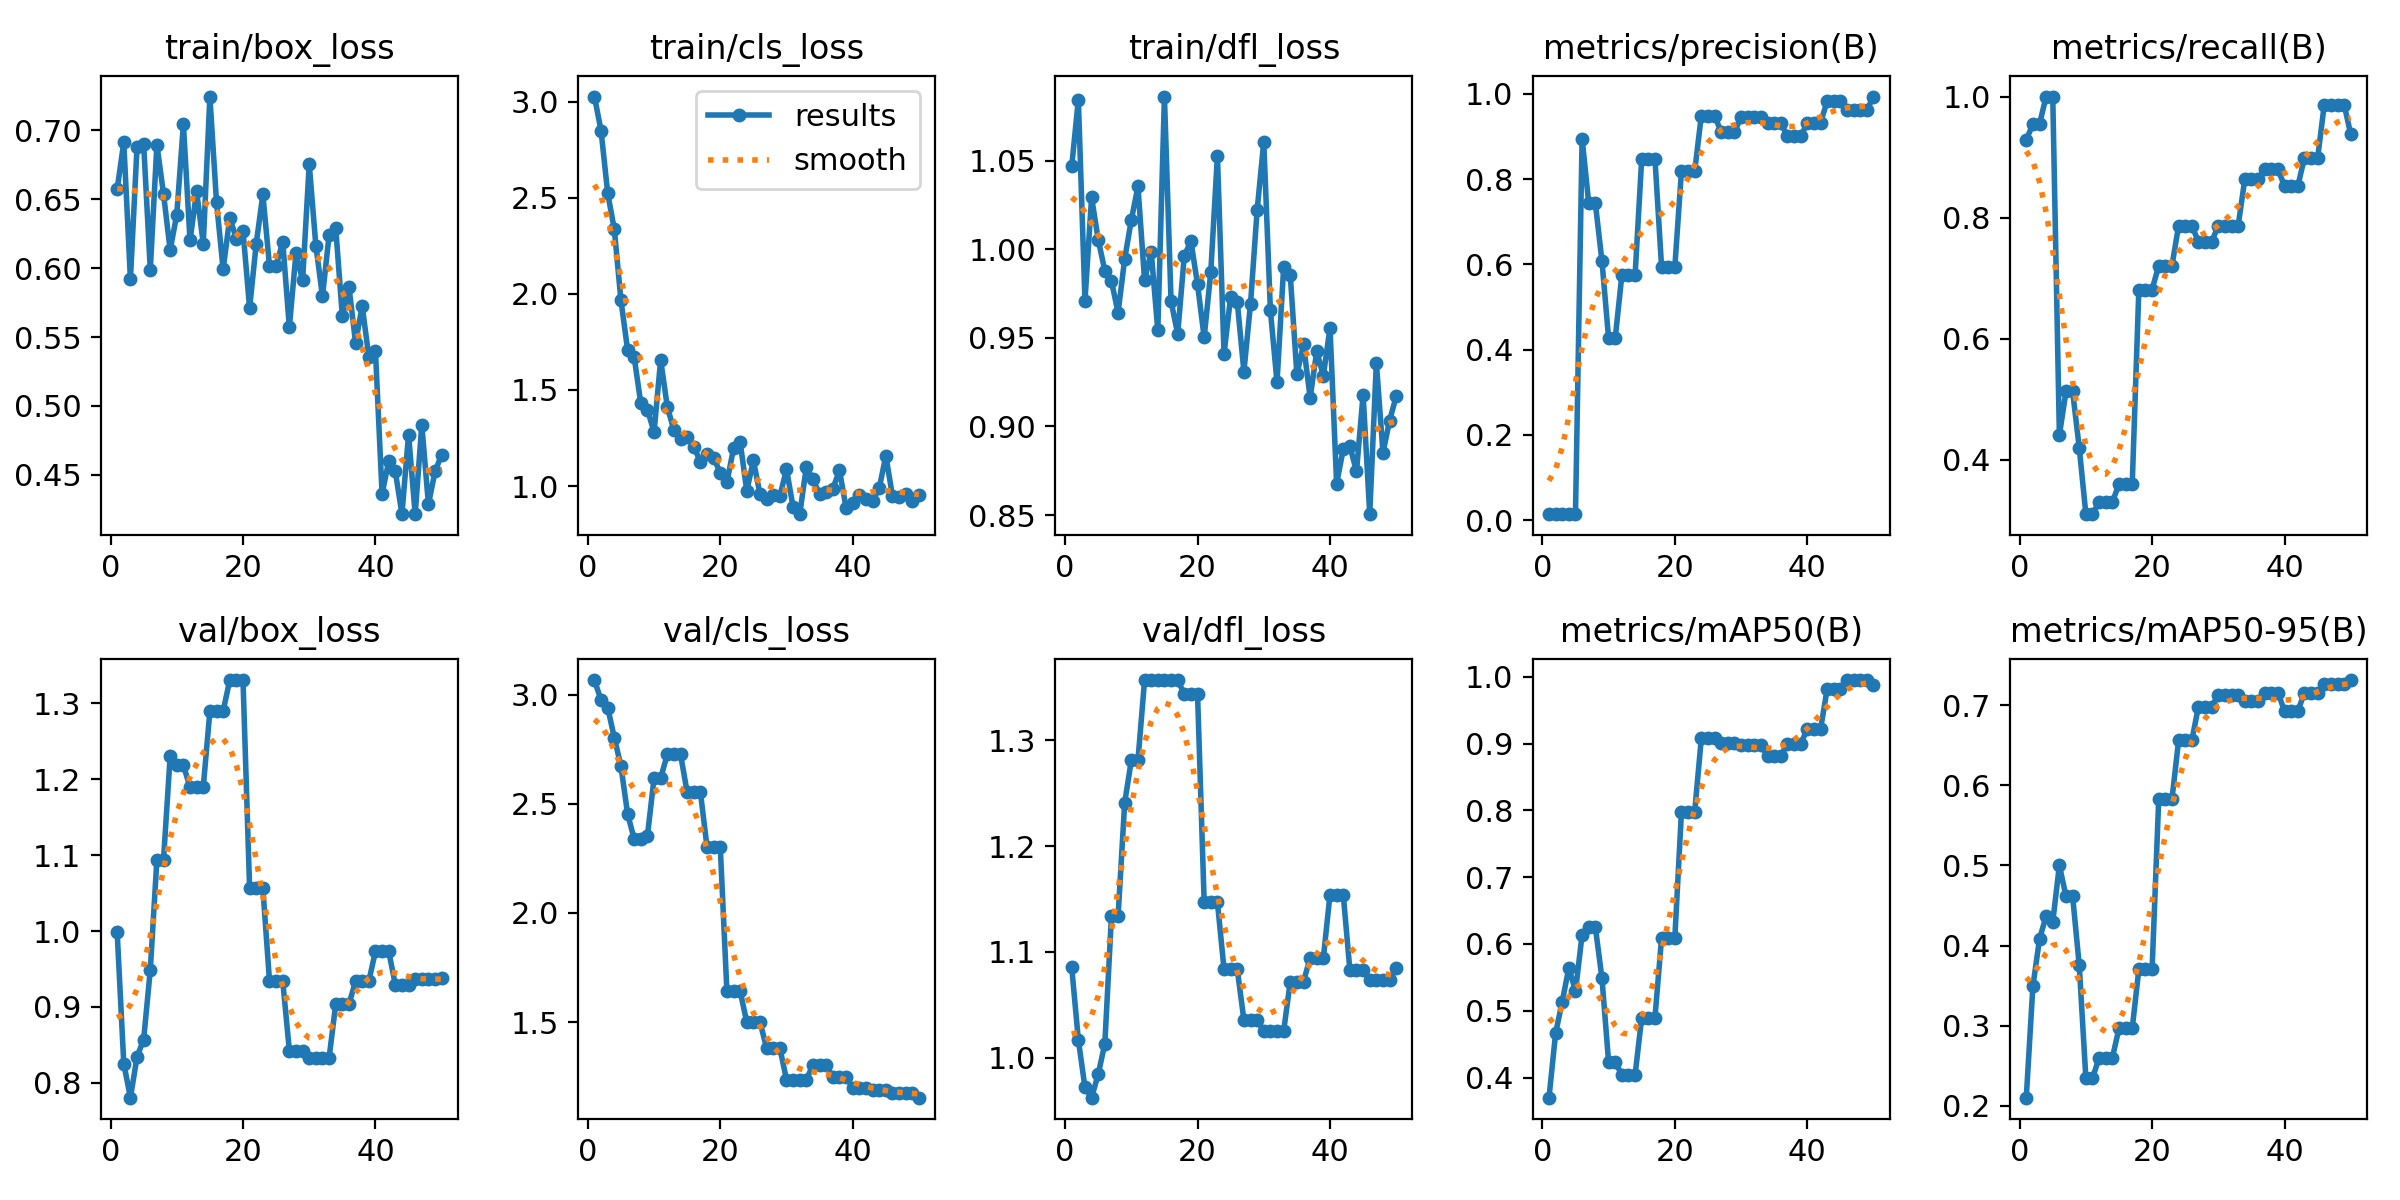 train/box_loss
0.70
0.65
0.60
0.55
0.50
0.45
0 20 40
train/cls_loss
results
smooth
3.0
2.5
2.0
1.5
1.0
0 20 40
train/dfl_loss
1.05
1.00
0.95
0.90
0.85
0 20 40
metrics/precision(B)
1.0
0.8
0.6
0.4
0.2
0.0
0 20 40
metrics/recall(B)
1.0
0.8
0.6
0.4
0 20 40
val/box_loss
1.3
1.2
1.1
1.0
0.9
0.8
0 20 40
val/cls_loss
3.0
2.5
2.0
1.5
0 20 40
val/dfl_loss
1.3
1.2
1.1
1.0
0 20 40
metrics/mAP50(B)
1.0
0.9
0.8
0.7
0.6
0.5
0.4
0 20 40
metrics/mAP50-95(B)
0.7
0.6
0.5
0.4
0.3
0.2
0 20 40